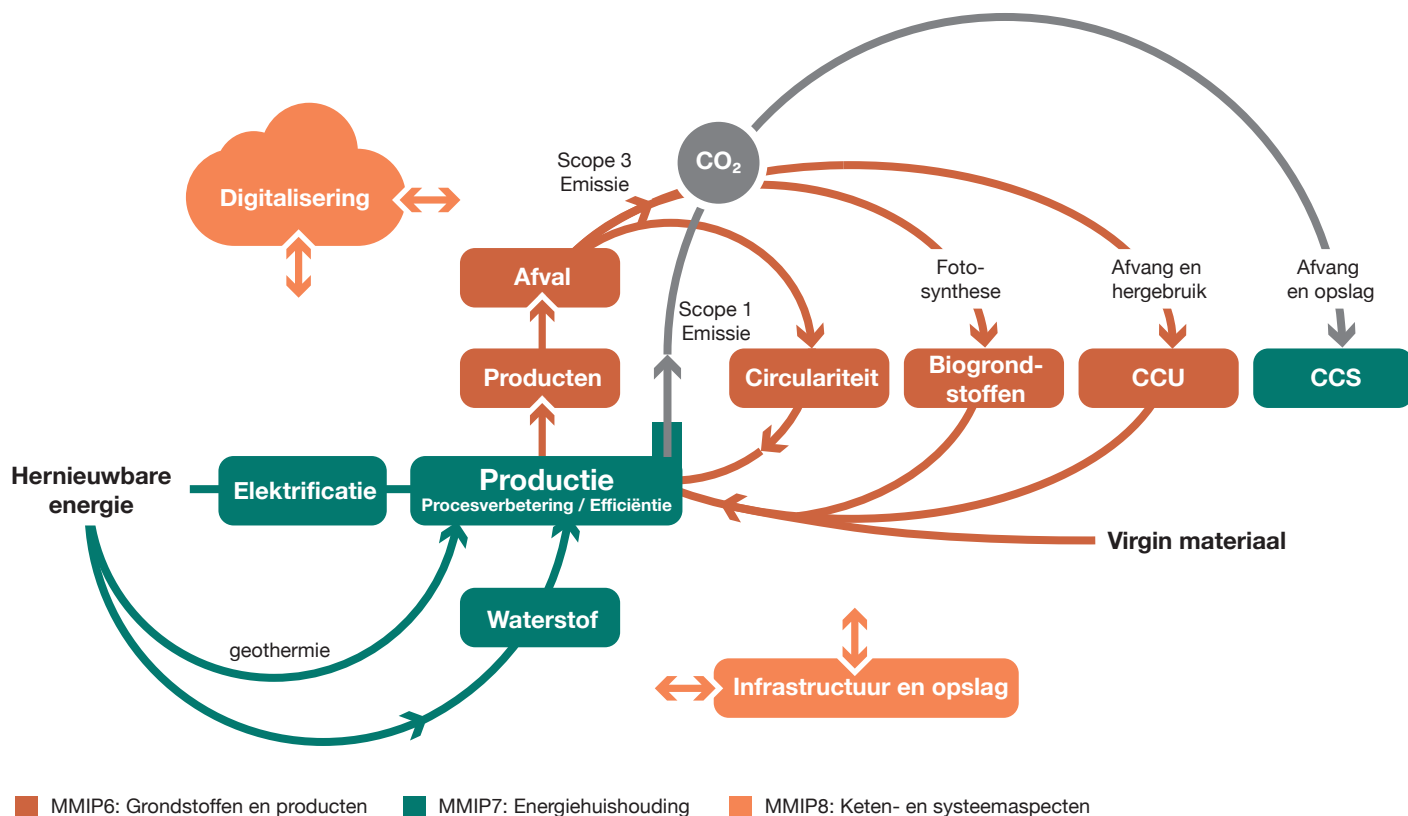 CO₂
Scope 3
Emissie
Digitalisering
Afval
Foto-
synthese
Afvang en
hergebruik
Afvang
en opslag
Scope 1
Emissie
Producten
Circulariteit
Biogrond-
stoffen
CCU
CCS
Hernieuwbare
energie
Elektrificatie
Productie
Procesverbetering / Efficiëntie
Virgin materiaal
Waterstof
geothermie
Infrastructuur en opslag
MMIP6: Grondstoffen en producten
MMIP7: Energiehuishouding
MMIP8: Keten- en systeemaspecten